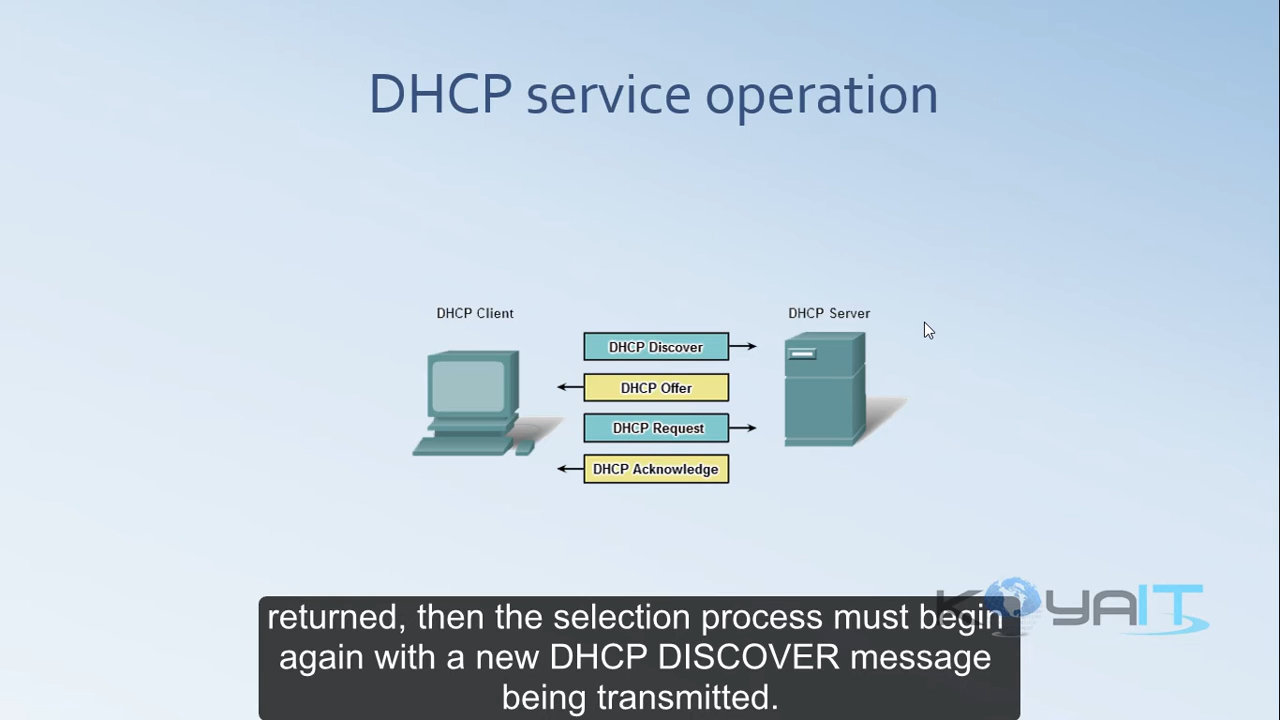 DHCP service operation
DHCP Client
DHCP Server
DHCP Discover
DHCP Offer
DHCP Request
DHCP Acknowledge
KOYAIT
returned, then the selection process must begin
again with a new DHCP DISCOVER message
being transmitted.